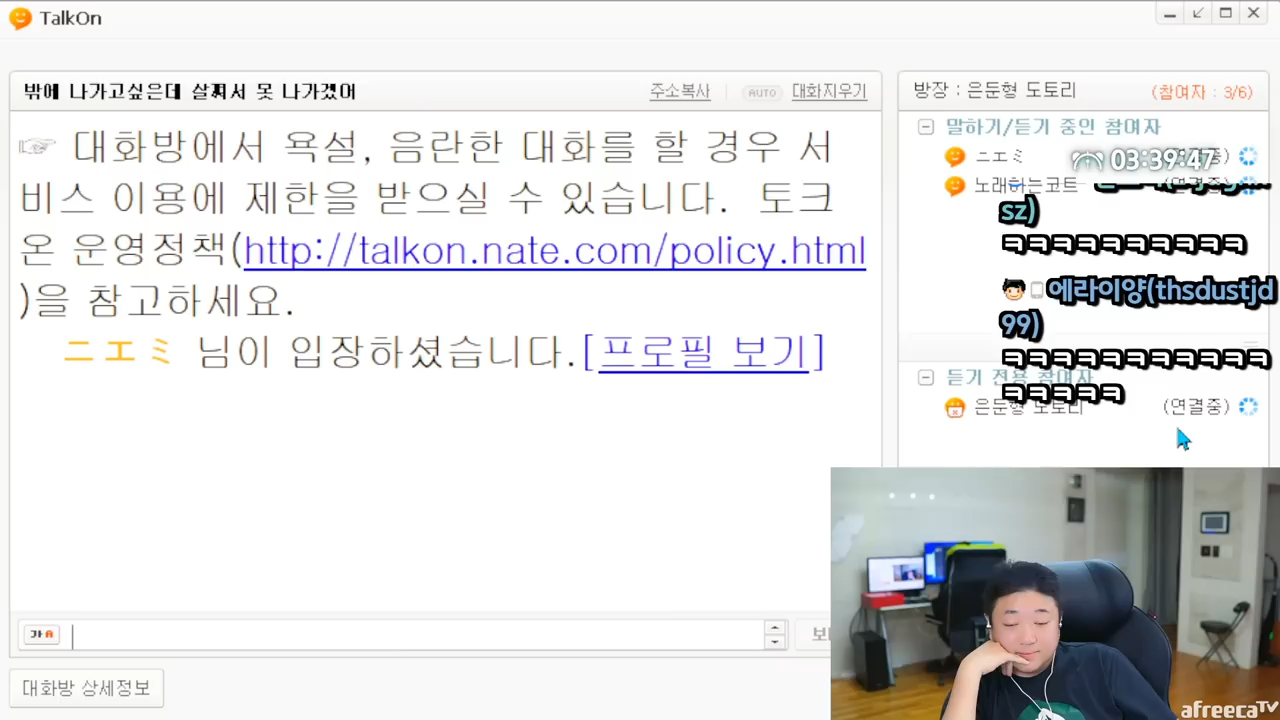 TalkOn
밖에 나가고싶은데 살쪄서 못 나가겠어
주소복사
AUTO
대화지우기
☞ 대화방에서 욕설, 음란한 대화를 할 경우 서
비스 이용에 제한을 받으실 수 있습니다. 토크
온 운영정책(http://talkon.nate.com/policy.html
)을 참고하세요.
ニエミ 님이 입장하셨습니다.[프로필 보기]
가A
대화방 상세정보
방장 : 은둔형 도토리
(참여자 : 3/6)
말하기/듣기 중인 참여자
ニエミ
03:39:47
노래하는코트
sz)
ㅋㅋㅋㅋㅋㅋㅋㅋㅋㅋ
에라이양(thsdustjd
99)
ㅋㅋㅋㅋㅋㅋㅋㅋㅋㅋㅋ
ㅋㅋㅋㅋㅋ
듣기 전용 참여자
은둔형 도토리 (연결중)
afreecaTV